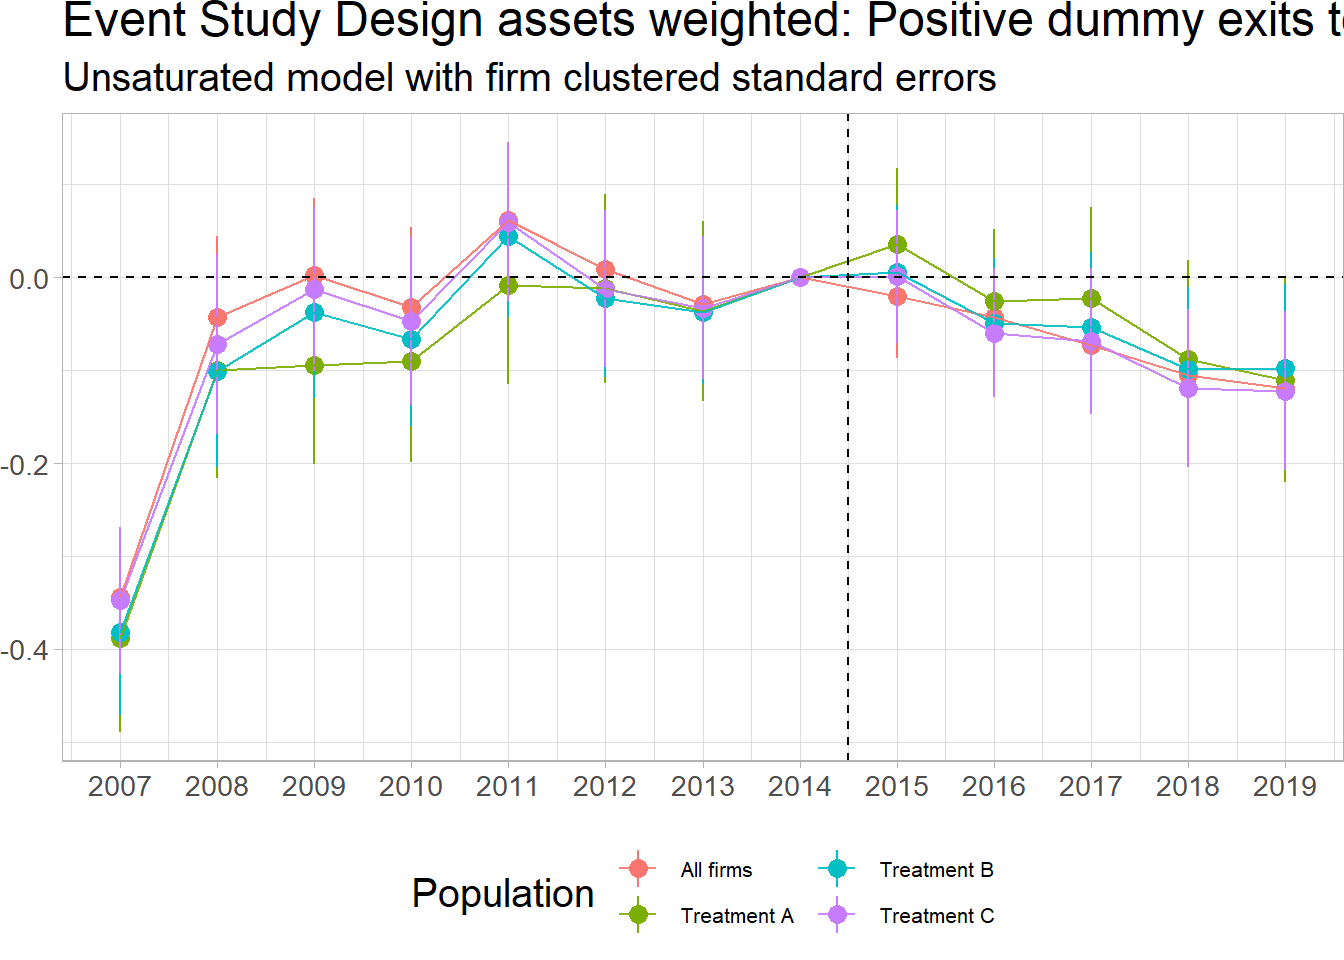 Event Study Design assets weighted: Positive dummy exits
Unsaturated model with firm clustered standard errors
0.0
-0.2
-0.4
2007 2008 2009 2010 2011 2012 2013 2014 2015 2016 2017 2018 2019
Population
All firms
Treatment B
Treatment A
Treatment C